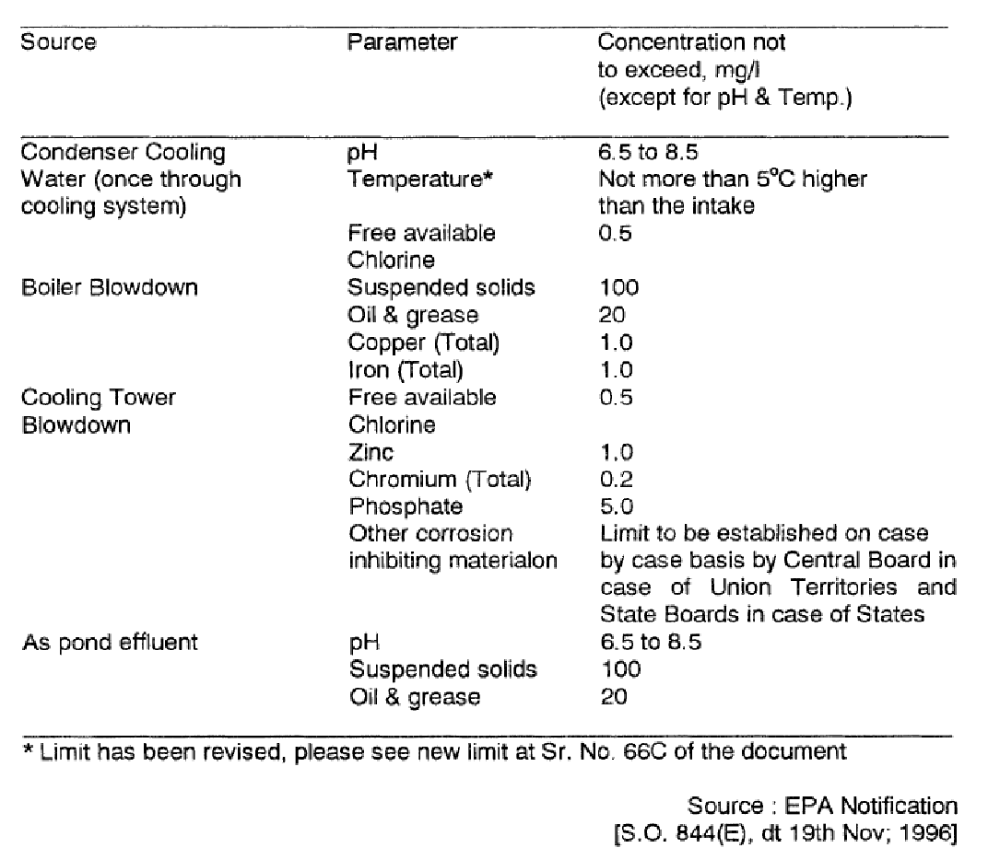 Source Parameter Concentration not
to exceed, mg/l
(except for pH & Temp.)
Condenser Cooling pH 6.5 to 8.5
Water (once through Temperature* Not more than 5°C higher
cooling system) than the intake
Free available 0.5
Chlorine
Boiler Blowdown Suspended solids 100
Oil & grease 20
Copper (Total) 1.0
Iron (Total) 1.0
Cooling Tower Free available 0.5
Blowdown Chlorine
Zinc 1.0
Chromium (Total) 0.2
Phosphate 5.0
Other corrosion Limit to be established on case
inhibiting materialon by case basis by Central Board in
case of Union Territories and
State Boards in case of States
As pond effluent pH 6.5 to 8.5
Suspended solids 100
Oil & grease 20
* Limit has been revised, please see new limit at Sr. No. 66C of the document
Source : EPA Notification
[S.O. 844(E), dt 19th Nov; 1996]